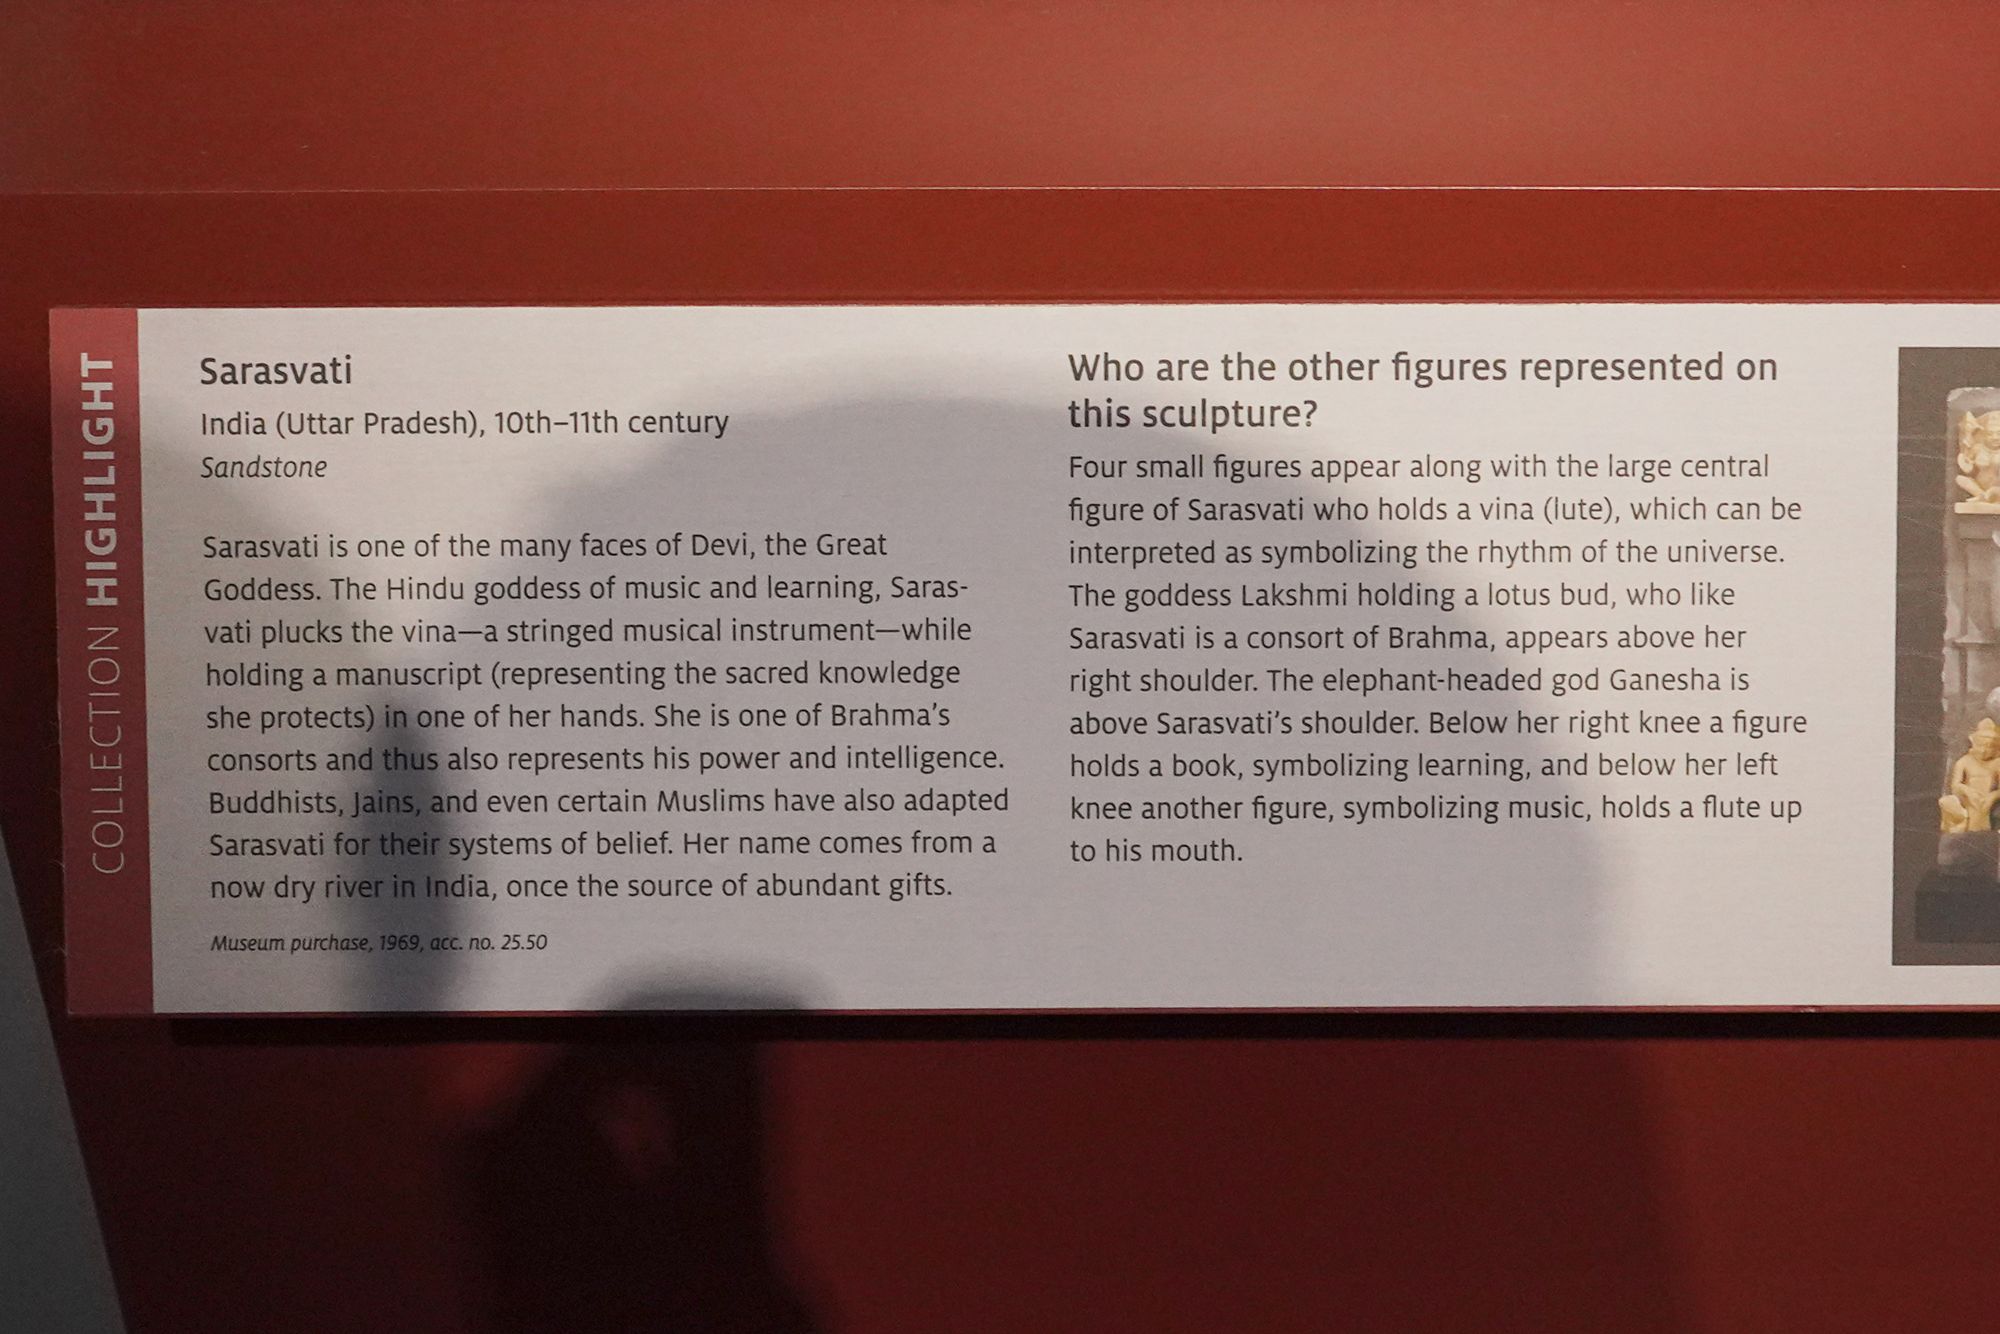 COLLECTION HIGHLIGHT
Sarasvati
India (Uttar Pradesh), 10th–11th century
Sandstone
Sarasvati is one of the many faces of Devi, the Great
Goddess. The Hindu goddess of music and learning, Saras-
vati plucks the vina—a stringed musical instrument—while
holding a manuscript (representing the sacred knowledge
she protects) in one of her hands. She is one of Brahma's
consorts and thus also represents his power and intelligence.
Buddhists, Jains, and even certain Muslims have also adapted
Sarasvati for their systems of belief. Her name comes from a
now dry river in India, once the source of abundant gifts.
Museum purchase, 1969, acc. no. 25.50
Who are the other figures represented on
this sculpture?
Four small figures appear along with the large central
figure of Sarasvati who holds a vina (lute), which can be
interpreted as symbolizing the rhythm of the universe.
The goddess Lakshmi holding a lotus bud, who like
Sarasvati is a consort of Brahma, appears above her
right shoulder. The elephant-headed god Ganesha is
above Sarasvati's shoulder. Below her right knee a figure
holds a book, symbolizing learning, and below her left
knee another figure, symbolizing music, holds a flute up
to his mouth.